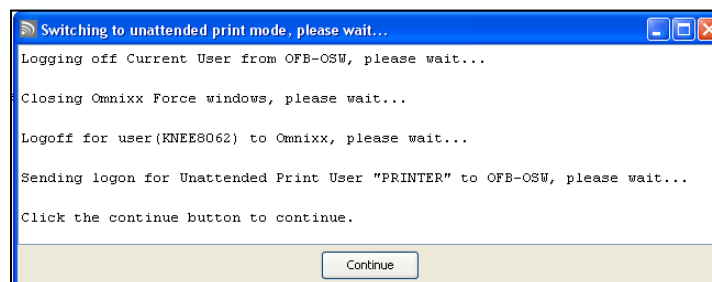 Switching to unattended print mode, please wait...
Logging off Current User from OFB-OSW, please wait...
Closing Omnixx Force windows, please wait...
Logoff for user(KNEE8062) to Omnixx, please wait...
Sending logon for Unattended Print User "PRINTER" to OFB-OSW, please wait...
Click the continue button to continue.
Continue